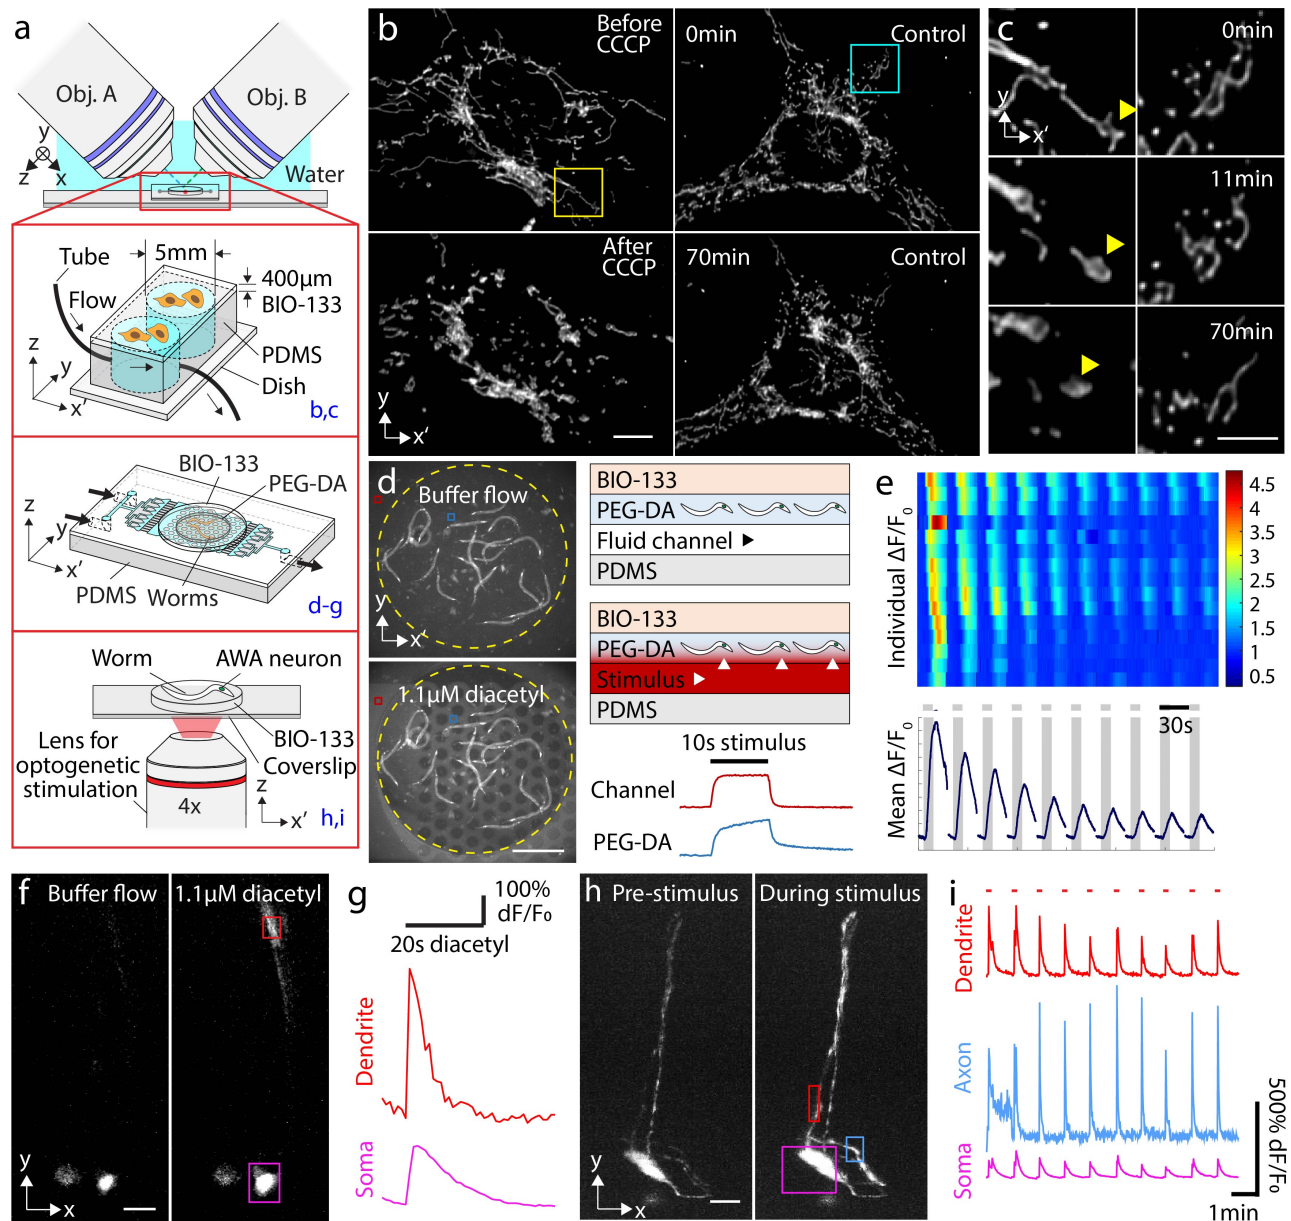 a
Obj. A
Obj. B
y
z
x
Water
Tube
5mm
Flow
400µm
BIO-133
PDMS
Dish
z
y
x′
b,c
BIO-133
PEG-DA
z
y
x′
PDMS
Worms
d-g
Worm
AWA neuron
BIO-133
Coverslip
Lens for
optogenetic
stimulation
4x
z
x′
h,i
b
Before
CCCP
0min
Control
After
CCCP
70min
Control
y
x′
c
0min
y
x′
11min
70min
d
Buffer flow
y
x′
1.1µM diacetyl
BIO-133
PEG-DA
Fluid channel
PDMS
BIO-133
PEG-DA
Stimulus
PDMS
10s stimulus
Channel
PEG-DA
e
Individual ΔF/F0
4.5
4
3.5
3
2.5
2
1.5
1
0.5
30s
Mean ΔF/F0
f
Buffer flow
1.1µM diacetyl
y
x
g
100%
dF/F0
20s diacetyl
Dendrite
Soma
h
Pre-stimulus
During stimulus
y
x
i
Dendrite
Axon
Soma
500% dF/F0
1min